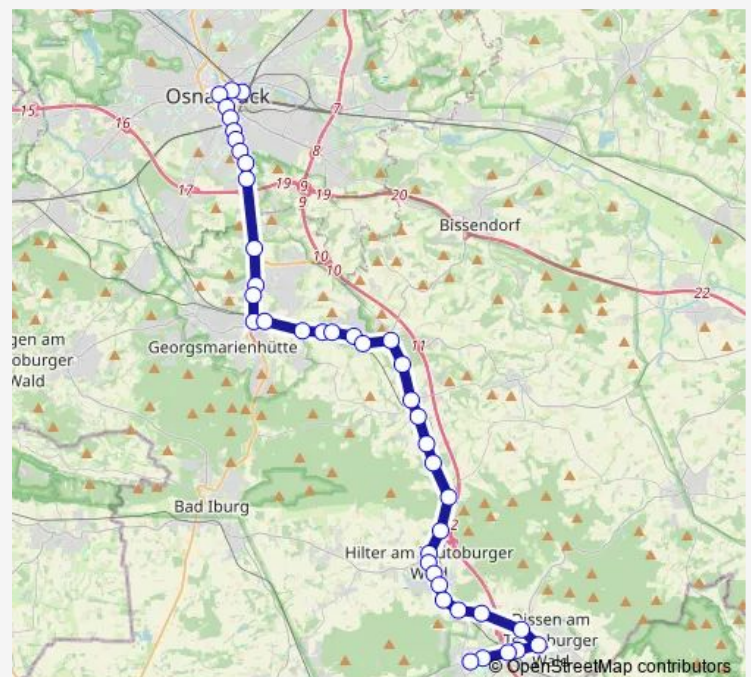 Osnabrück
15
16
7
8
17
19
9
19
20
9
Bissendorf
10
10
22
11
gen am
oburger
Wald
Georgsmarienhütte
Bad Iburg
2
Hilter am Teutoburger
Wald
Dissen am
Teutoburger
Wald
© OpenStreetMap contributors